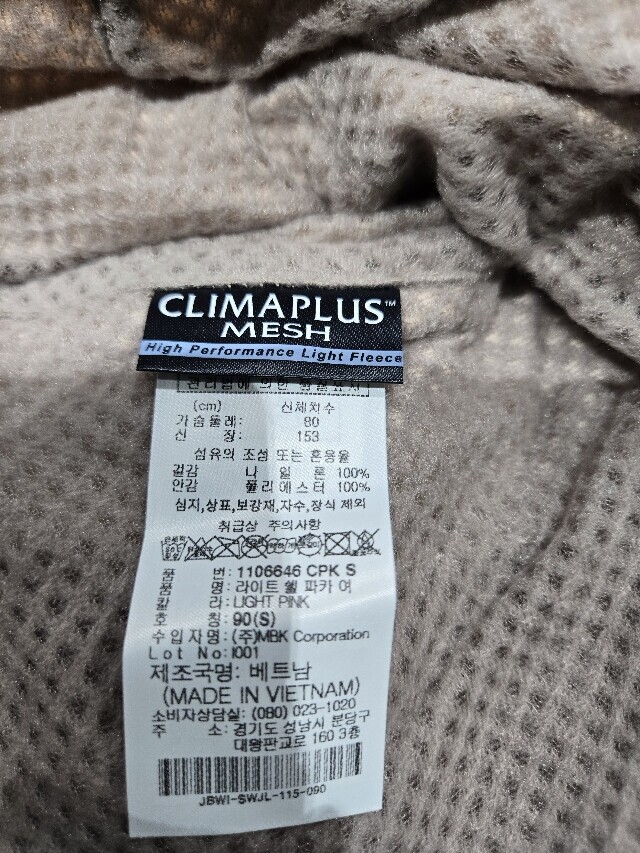 CLIMAPLUS™
MESH
High Performance Light Fleece
(cm) 신체치수
가슴둘레: 80
신 장: 153
섬유의 조성 또는 혼용율
겉감 나 일 론 100%
안감 폴리에스터 100%
심지,상표,보강재,자수,장식 제외
취급상 주의사항
품 번: 1106646 CPK S
품 명: 라이트 쉘 파카 여
칼 라: LIGHT PINK
호 칭: 90(S)
수입자명: (주)MBK Corporation
Lot No: I001
제조국명: 베트남
(MADE IN VIETNAM)
소비자상담실: (080) 023-1020
주 소: 경기도 성남시 분당구
대왕판교로 160 3층
JBWI-SWJL-115-090